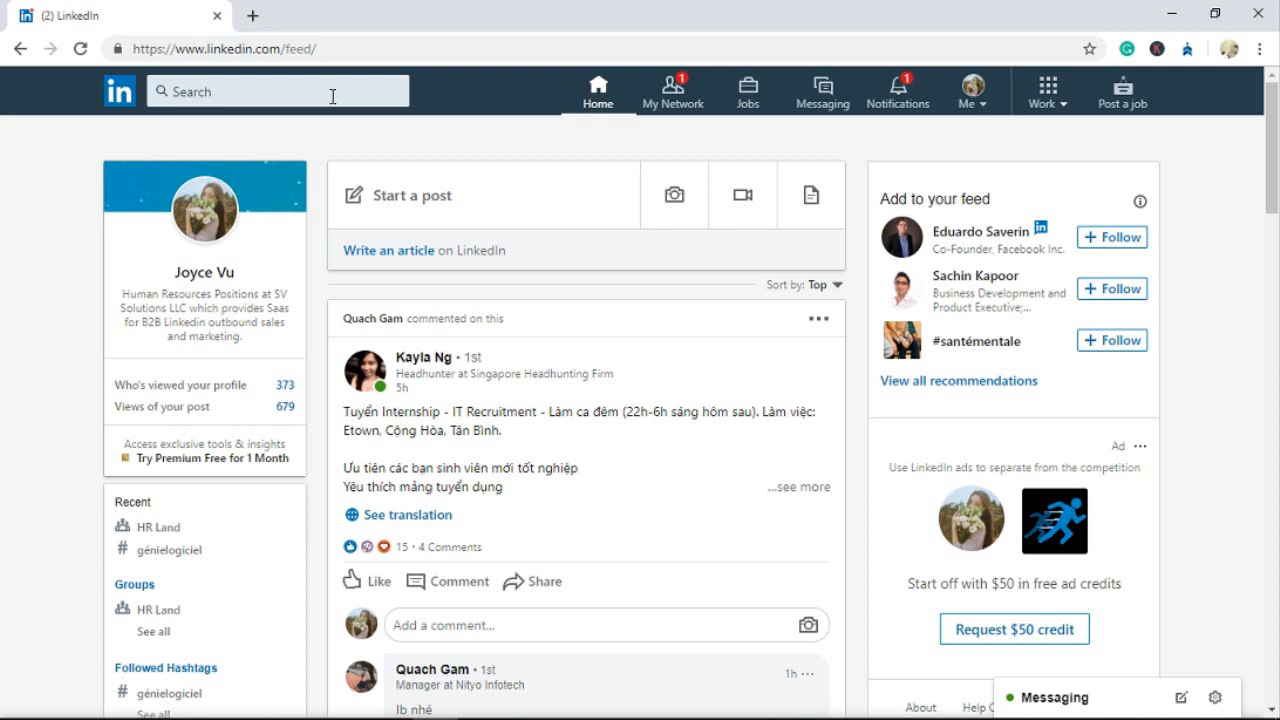 (2) LinkedIn
https://www.linkedin.com/feed/
in
Search
Home
1
My Network
Jobs
Messaging
1
Notifications
Me
Work
Post a job
Joyce Vu
Human Resources Positions at SV
Solutions LLC which provides Saas
for B2B Linkedin outbound sales
and marketing.
Who's viewed your profile 373
Views of your post 679
Access exclusive tools & insights
Try Premium Free for 1 Month
Recent
HR Land
# génielogiciel
Groups
HR Land
See all
Followed Hashtags
# génielogiciel
See all
Start a post
Write an article on LinkedIn
Sort by: Top
Quach Gam commented on this
Kayla Ng • 1st
Headhunter at Singapore Headhunting Firm
5h
Tuyển Internship - IT Recruitment - Làm ca đêm (22h-6h sáng hôm sau). Làm việc:
Etown, Cộng Hòa, Tân Bình.
Ưu tiên các bạn sinh viên mới tốt nghiệp
Yêu thích mảng tuyển dụng
...see more
See translation
15 · 4 Comments
Like
Comment
Share
Add a comment...
Quach Gam • 1st
1h
Manager at Nityo Infotech
Ib nhé
Add to your feed
Eduardo Saverin in
Co-Founder, Facebook Inc.
+ Follow
Sachin Kapoor
Business Development and
Product Executive;...
+ Follow
#santémentale
+ Follow
View all recommendations
Ad
Use LinkedIn ads to separate from the competition
Start off with $50 in free ad credits
Request $50 credit
About
Help C
Messaging